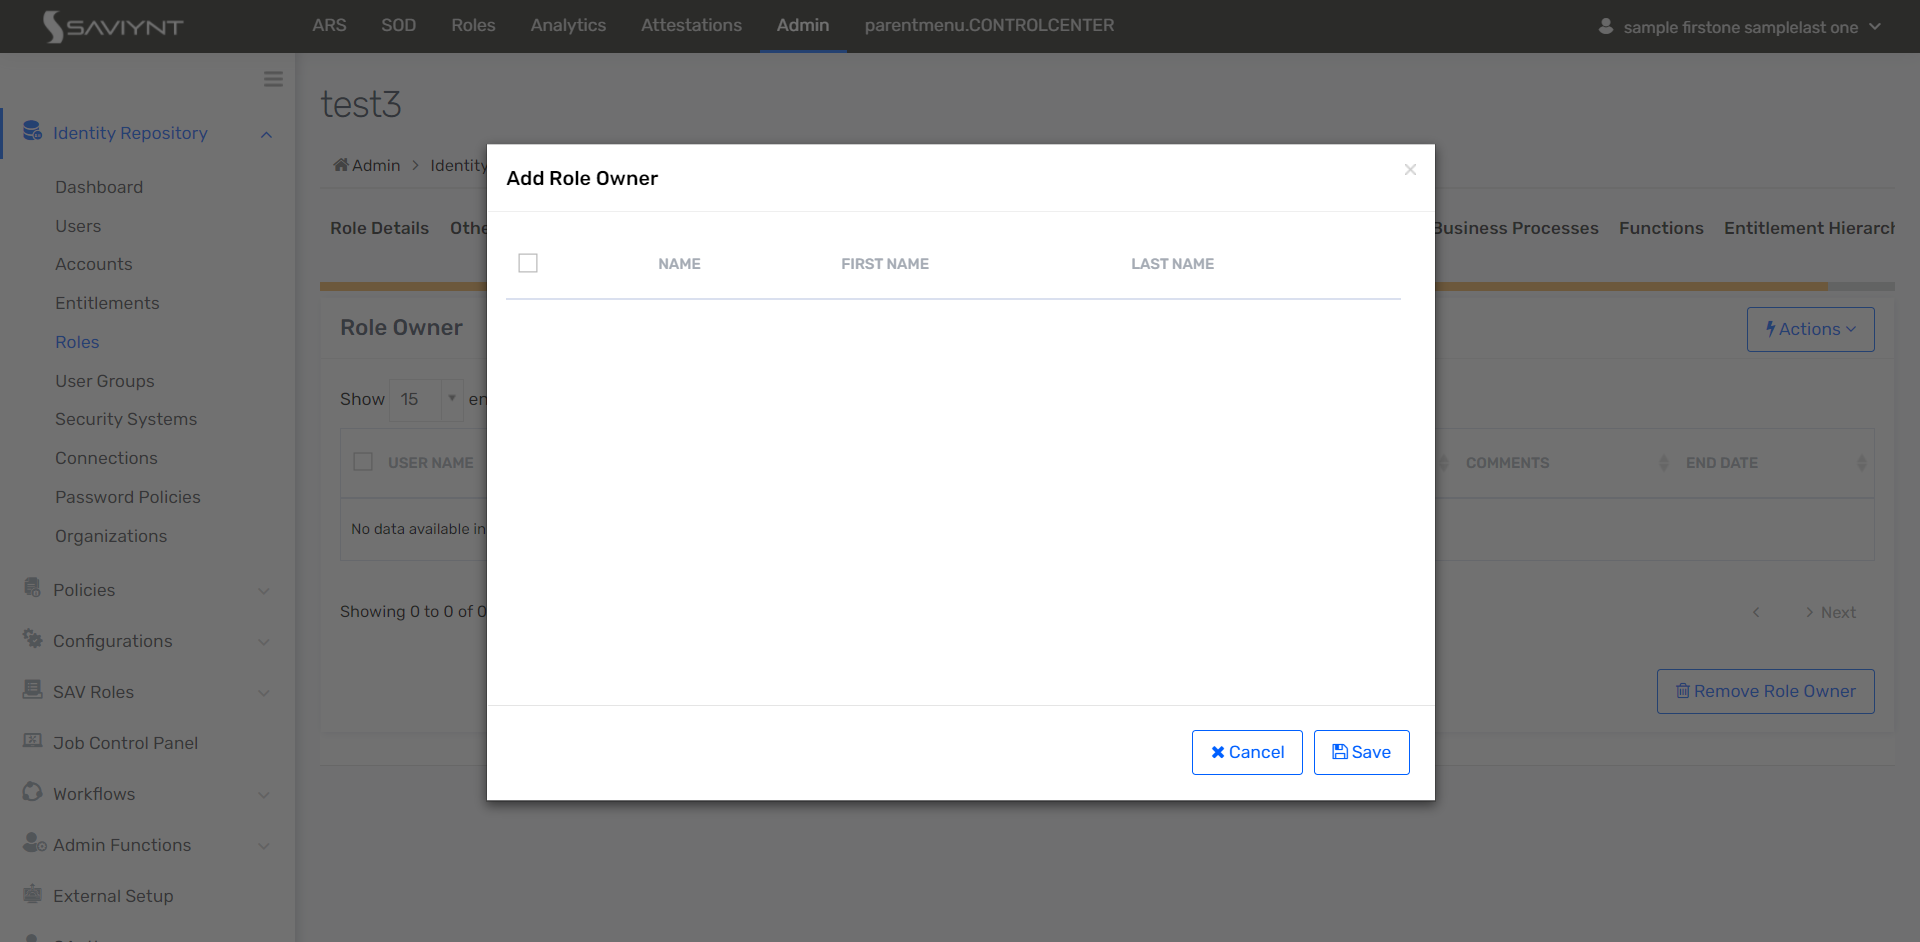 SAVIYNT
ARS SOD Roles Analytics Attestations Admin parentmenu.CONTROLCENTER
sample firstone samplelast one
Identity Repository
Dashboard
Users
Accounts
Entitlements
Roles
User Groups
Security Systems
Connections
Password Policies
Organizations
Policies
Configurations
SAV Roles
Job Control Panel
Workflows
Admin Functions
External Setup
test3
Admin > Identity
Role Details Othe Business Processes Functions Entitlement Hierarch
Role Owner
Actions
Show 15 en
USER NAME COMMENTS END DATE
No data available in
Showing 0 to 0 of 0
< > Next
Remove Role Owner
Add Role Owner
×
NAME FIRST NAME LAST NAME
Cancel Save